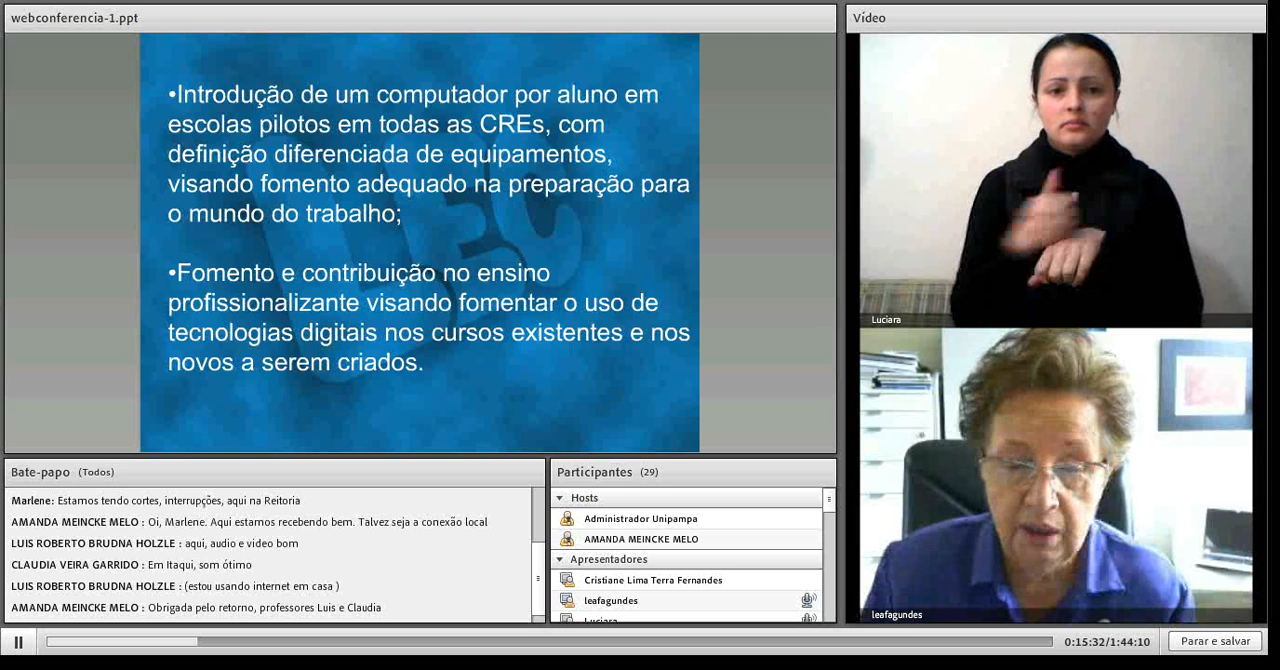 webconferencia-1.ppt
•Introdução de um computador por aluno em
escolas pilotos em todas as CREs, com
definição diferenciada de equipamentos,
visando fomento adequado na preparação para
o mundo do trabalho;
•Fomento e contribuição no ensino
profissionalizante visando fomentar o uso de
tecnologias digitais nos cursos existentes e nos
novos a serem criados.
LEC
Vídeo
Luciara
leafagundes
Bate-papo (Todos)
Marlene: Estamos tendo cortes, interrupções, aqui na Reitoria
AMANDA MEINCKE MELO : Oi, Marlene. Aqui estamos recebendo bem. Talvez seja a conexão local
LUIS ROBERTO BRUDNA HOLZLE : aqui, audio e video bom
CLAUDIA VEIRA GARRIDO : Em Itaqui, som ótimo
LUIS ROBERTO BRUDNA HOLZLE : (estou usando internet em casa )
AMANDA MEINCKE MELO : Obrigada pelo retorno, professores Luis e Claudia
Participantes (29)
Hosts
Administrador Unipampa
AMANDA MEINCKE MELO
Apresentadores
Cristiane Lima Terra Fernandes
leafagundes
Luciara
0:15:32/1:44:10
Parar e salvar